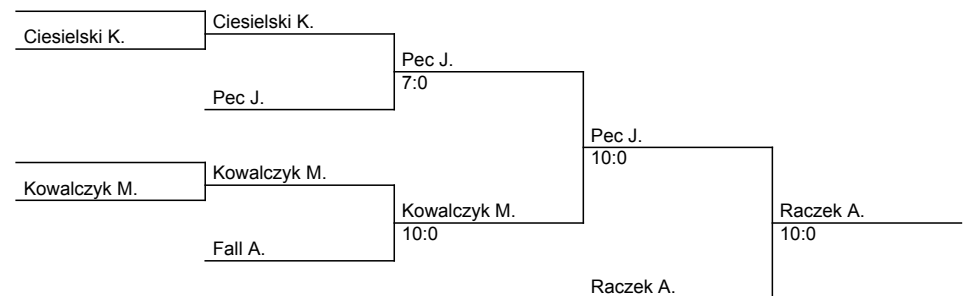 Ciesielski K.
Ciesielski K.
Pec J.
7:0
Pec J.
Pec J.
10:0
Kowalczyk M.
Kowalczyk M.
Kowalczyk M.
10:0
Raczek A.
10:0
Fall A.
Raczek A.